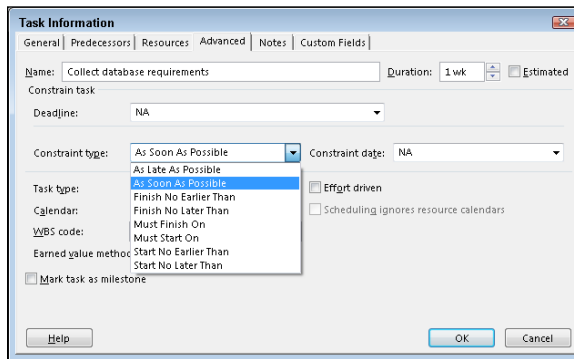 Task Information
General Predecessors Resources Advanced Notes Custom Fields
Name: Collect database requirements Duration: 1 wk Estimated
Constrain task
Deadline: NA
Constraint type: As Soon As Possible Constraint date: NA
As Late As Possible
Task type: As Soon As Possible Effort driven
Finish No Earlier Than
Calendar: Finish No Later Than Scheduling ignores resource calendars
Must Finish On
WBS code: Must Start On
Earned value method Start No Earlier Than
Start No Later Than
Mark task as milestone
Help OK Cancel